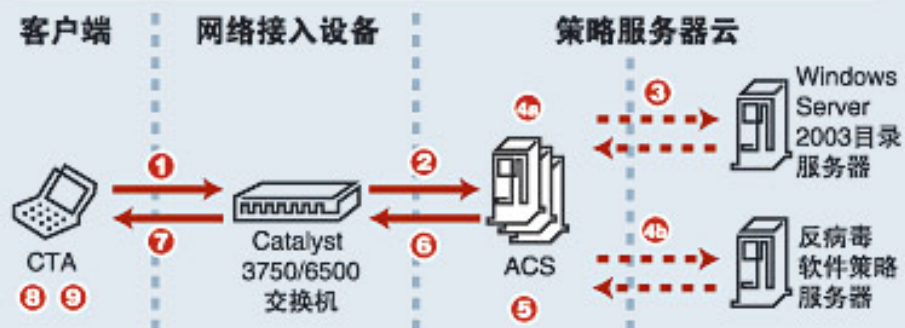 客户端
网络接入设备
策略服务器云
4a
3
Windows
Server
2003目录
服务器
1
2
7
6
CTA
8 9
Catalyst
3750/6500
交换机
ACS
5
4b
反病毒
软件策略
服务器